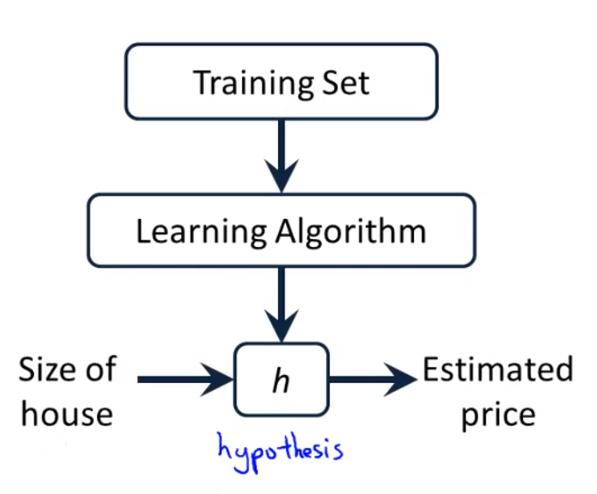 Training Set
Learning Algorithm
Size of
house
h
Estimated
price
hypothesis